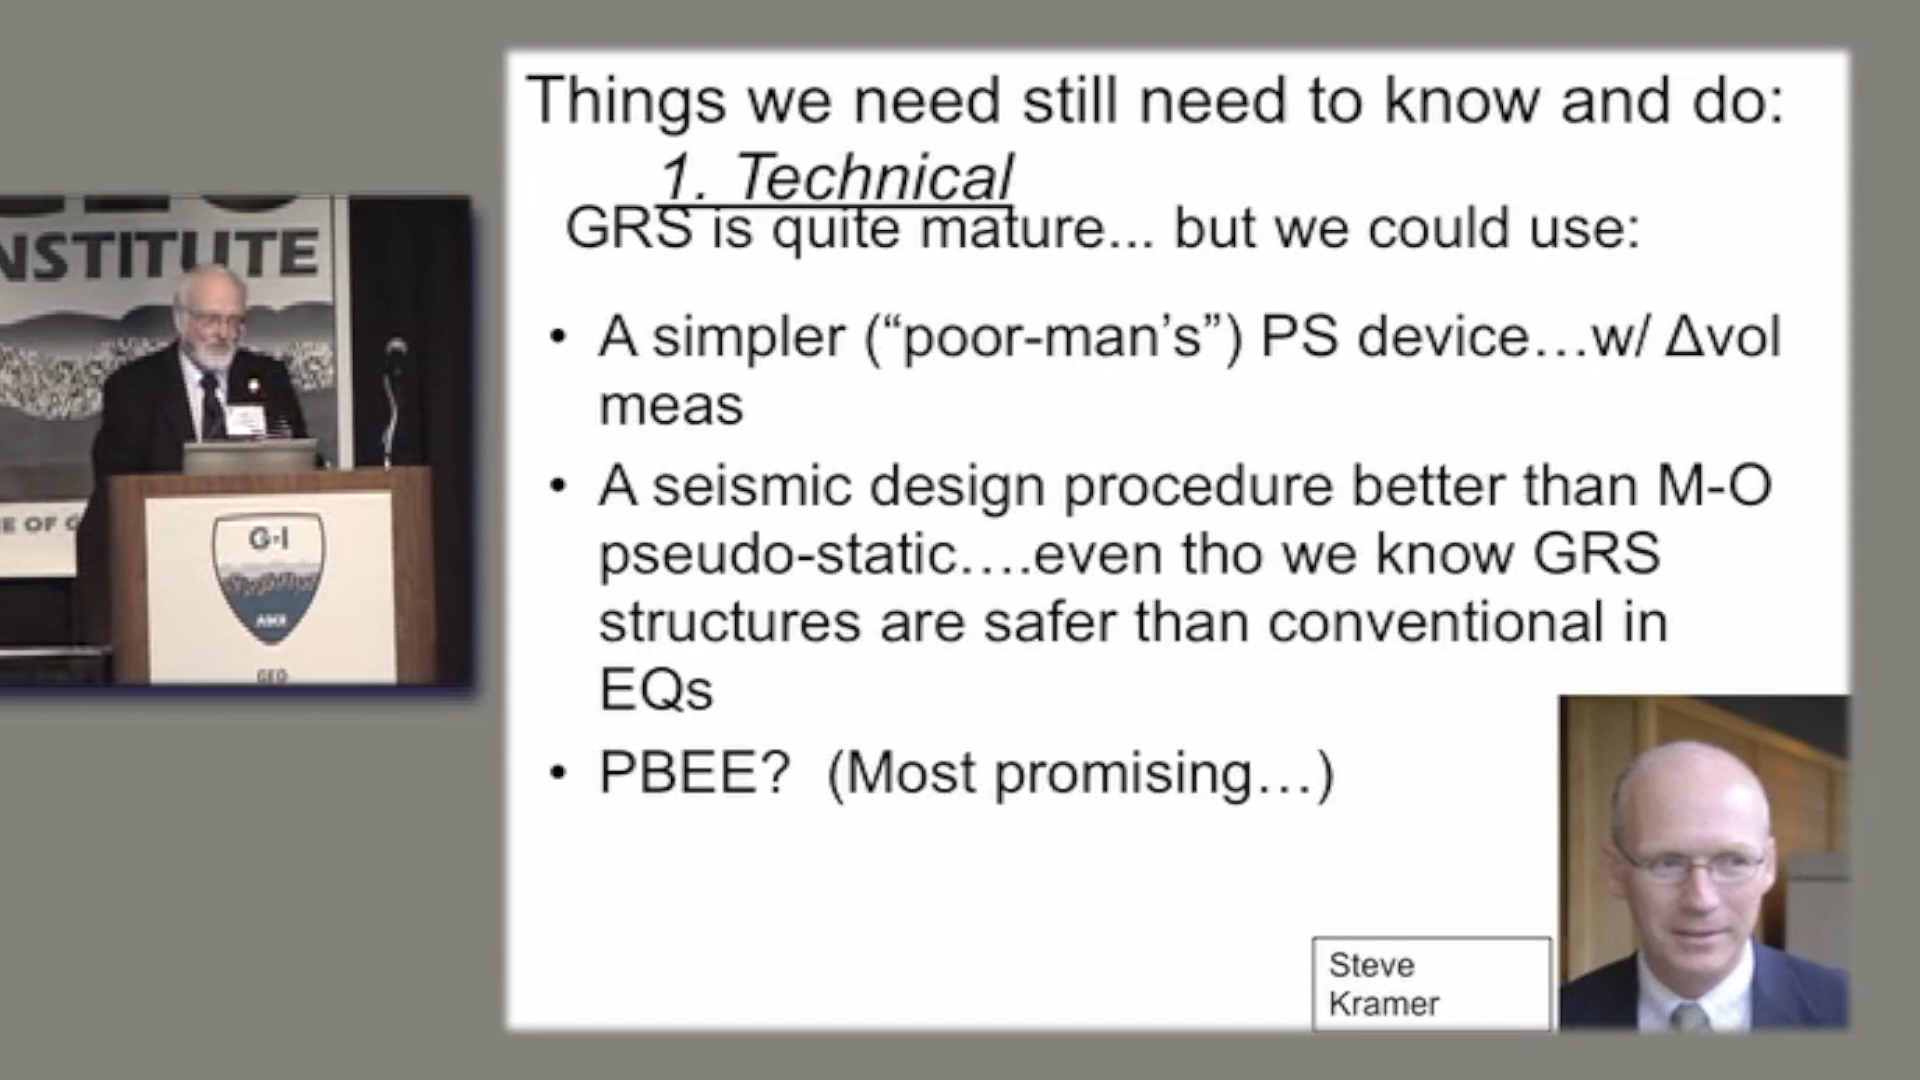 Things we need still need to know and do:
1. Technical
GRS is quite mature... but we could use:
• A simpler (“poor-man’s”) PS device…w/ Δvol
meas
• A seismic design procedure better than M-O
pseudo-static….even tho we know GRS
structures are safer than conventional in
EQs
• PBEE? (Most promising…)
Steve
Kramer
NSTITUTE
E OF G
G-I
GEO